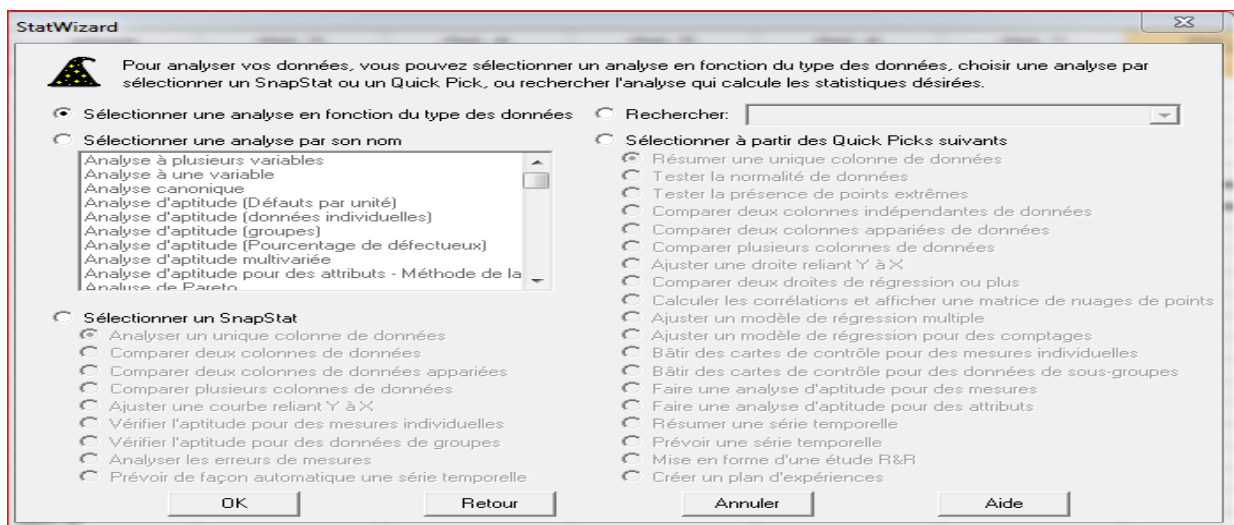 StatWizard
Pour analyser vos données, vous pouvez sélectionner un analyse en fonction du type des données, choisir une analyse par
sélectionner un SnapStat ou un Quick Pick, ou rechercher l'analyse qui calcule les statistiques désirées.
Sélectionner une analyse en fonction du type des données
Sélectionner une analyse par son nom
Analyse à plusieurs variables
Analyse à une variable
Analyse canonique
Analyse d'aptitude (Défauts par unité)
Analyse d'aptitude (données individuelles)
Analyse d'aptitude (groupes)
Analyse d'aptitude (Pourcentage de défectueux)
Analyse d'aptitude multivariée
Analyse d'aptitude pour des attributs - Méthode de la
Analyse de Pareto
Sélectionner un SnapStat
Analyser un unique colonne de données
Comparer deux colonnes de données
Comparer deux colonnes de données appariées
Comparer plusieurs colonnes de données
Ajuster une courbe reliant Y à X
Vérifier l'aptitude pour des mesures individuelles
Vérifier l'aptitude pour des données de groupes
Analyser les erreurs de mesures
Prévoir de façon automatique une série temporelle
Rechercher:
Sélectionner à partir des Quick Picks suivants
Résumer une unique colonne de données
Tester la normalité de données
Tester la présence de points extrêmes
Comparer deux colonnes indépendantes de données
Comparer deux colonnes appariées de données
Comparer plusieurs colonnes de données
Ajuster une droite reliant Y à X
Comparer deux droites de régression ou plus
Calculer les corrélations et afficher une matrice de nuages de points
Ajuster un modèle de régression multiple
Ajuster un modèle de régression pour des comptages
Bâtir des cartes de contrôle pour des mesures individuelles
Bâtir des cartes de contrôle pour des données de sous-groupes
Faire une analyse d'aptitude pour des mesures
Faire une analyse d'aptitude pour des attributs
Résumer une série temporelle
Prévoir une série temporelle
Mise en forme d'une étude R&R
Créer un plan d'expériences
OK
Retour
Annuler
Aide